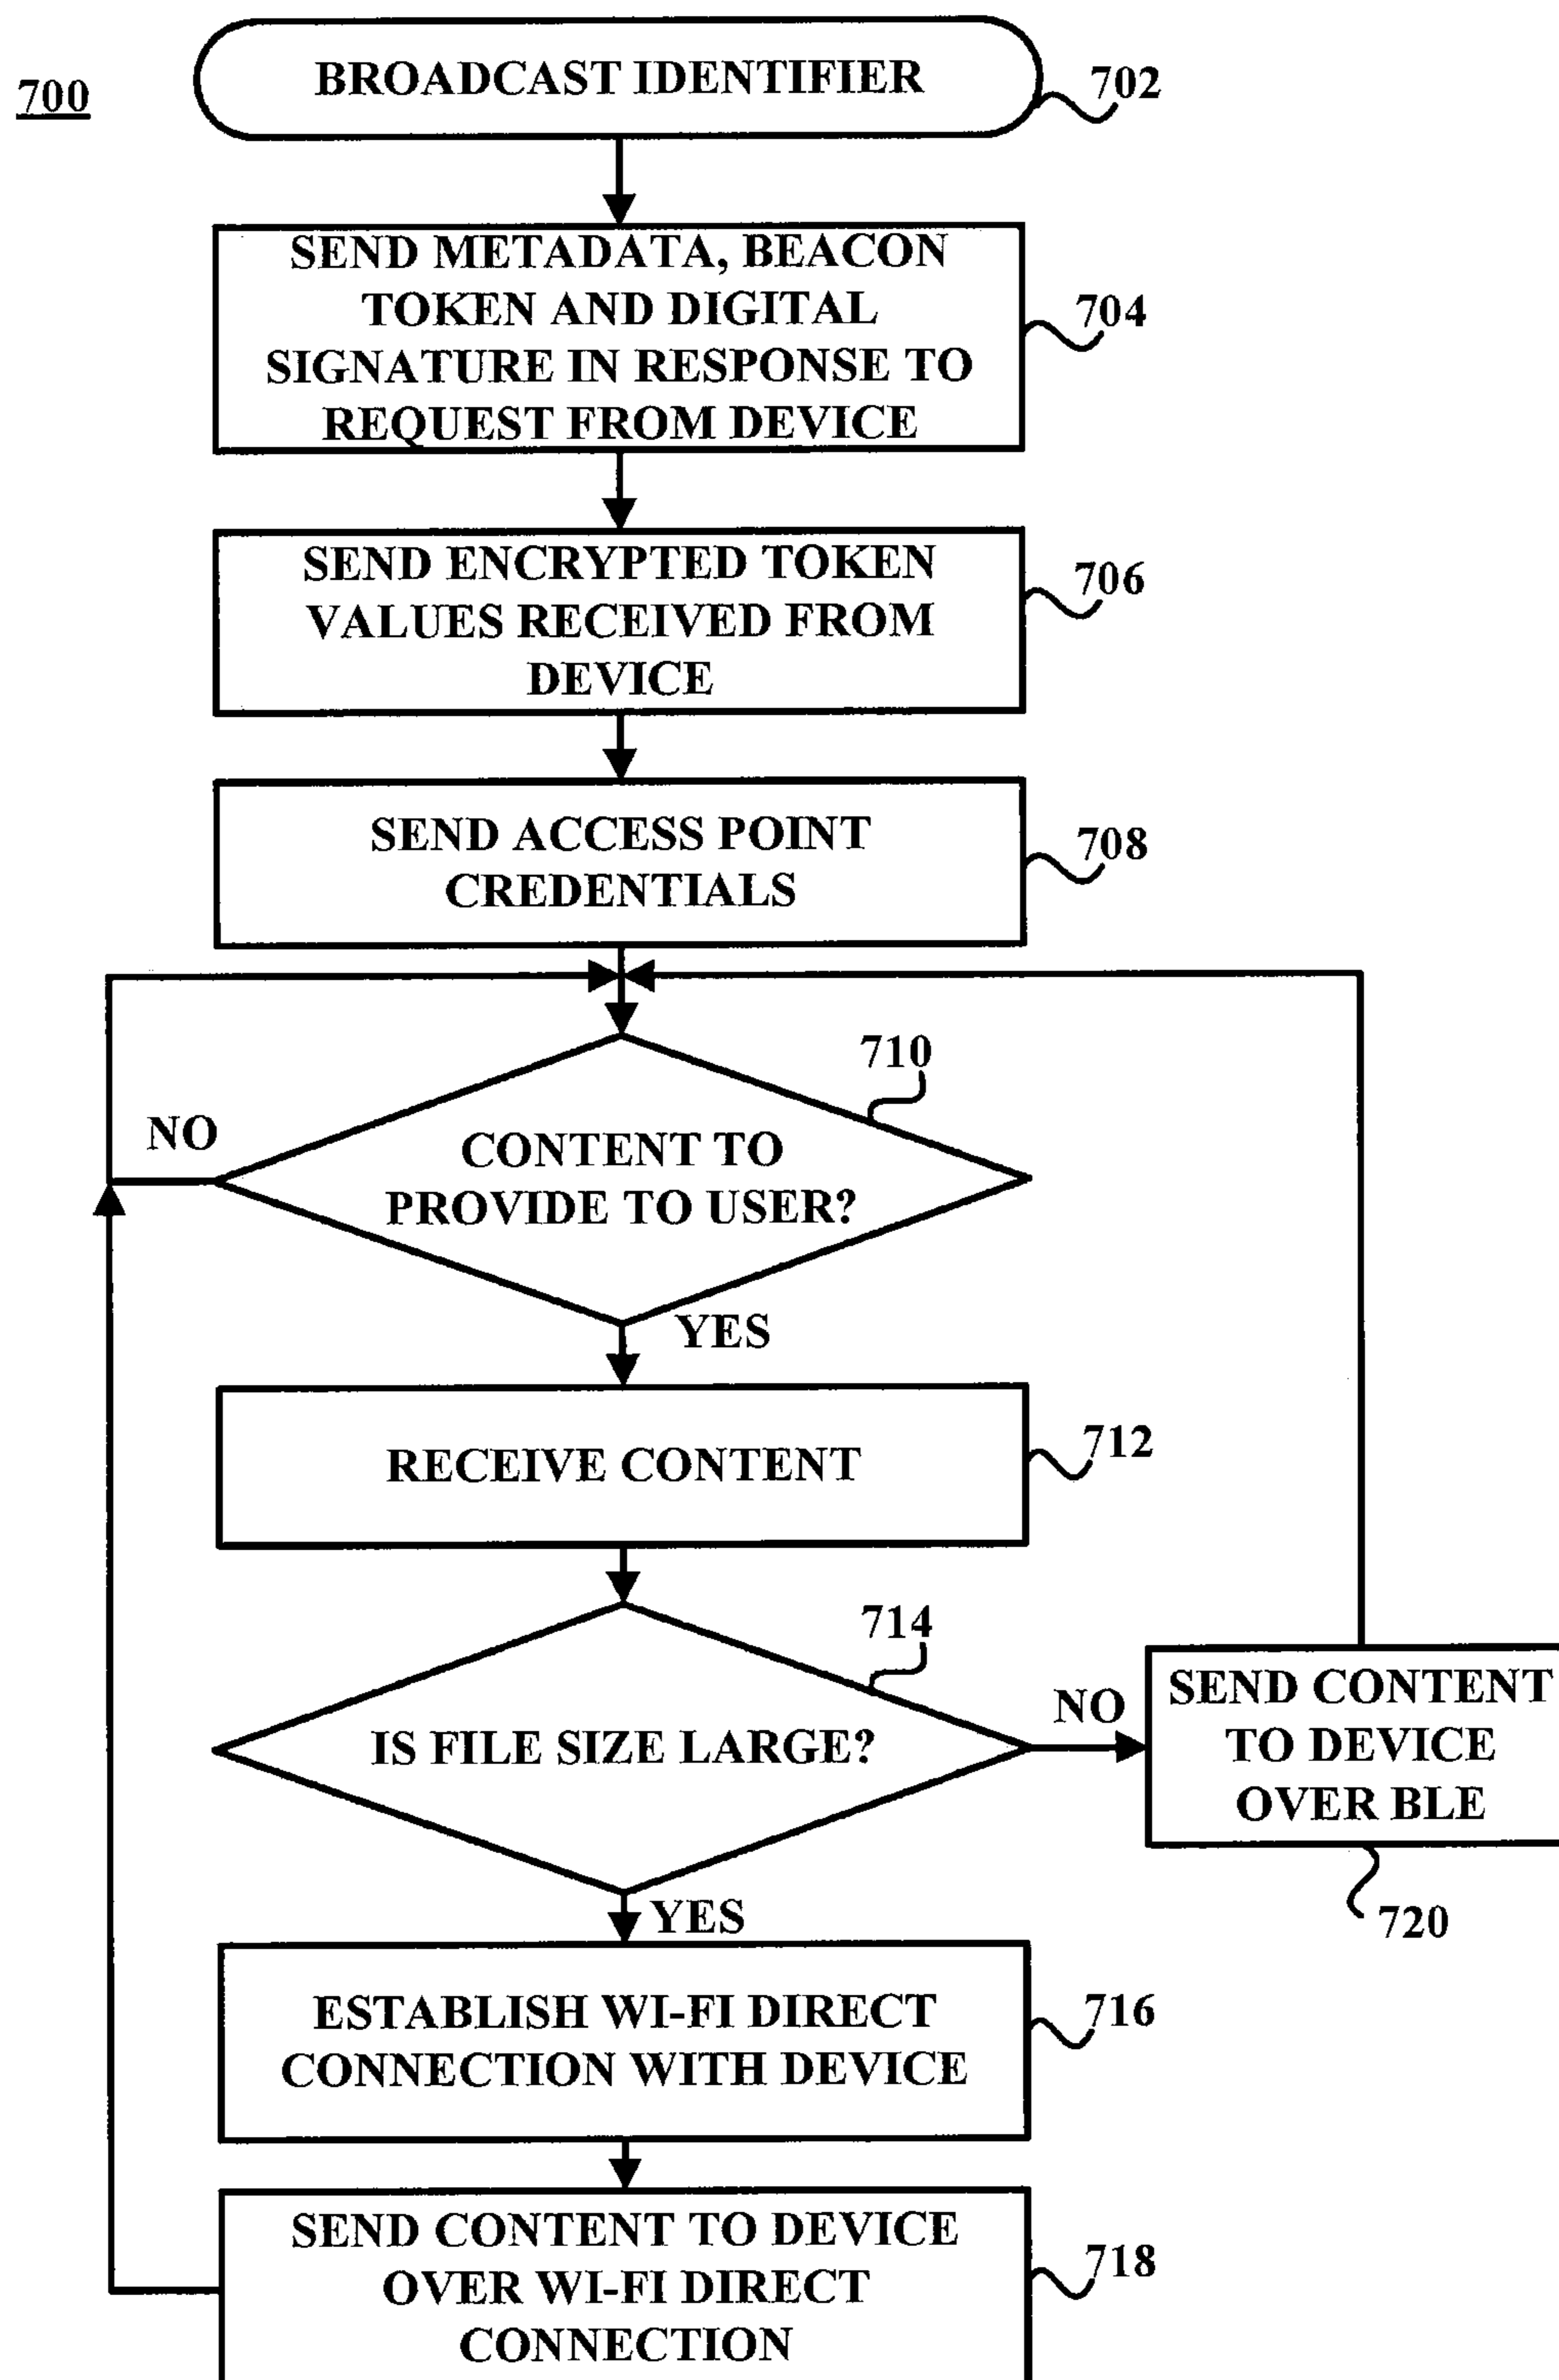 700
BROADCAST IDENTIFIER
702
SEND METADATA, BEACON
TOKEN AND DIGITAL
SIGNATURE IN RESPONSE TO
REQUEST FROM DEVICE
704
SEND ENCRYPTED TOKEN
VALUES RECEIVED FROM
DEVICE
706
SEND ACCESS POINT
CREDENTIALS
708
710
NO
CONTENT TO
PROVIDE TO USER?
YES
RECEIVE CONTENT
712
714
IS FILE SIZE LARGE?
NO
SEND CONTENT
TO DEVICE
OVER BLE
720
YES
ESTABLISH WI-FI DIRECT
CONNECTION WITH DEVICE
716
SEND CONTENT TO DEVICE
OVER WI-FI DIRECT
CONNECTION
718